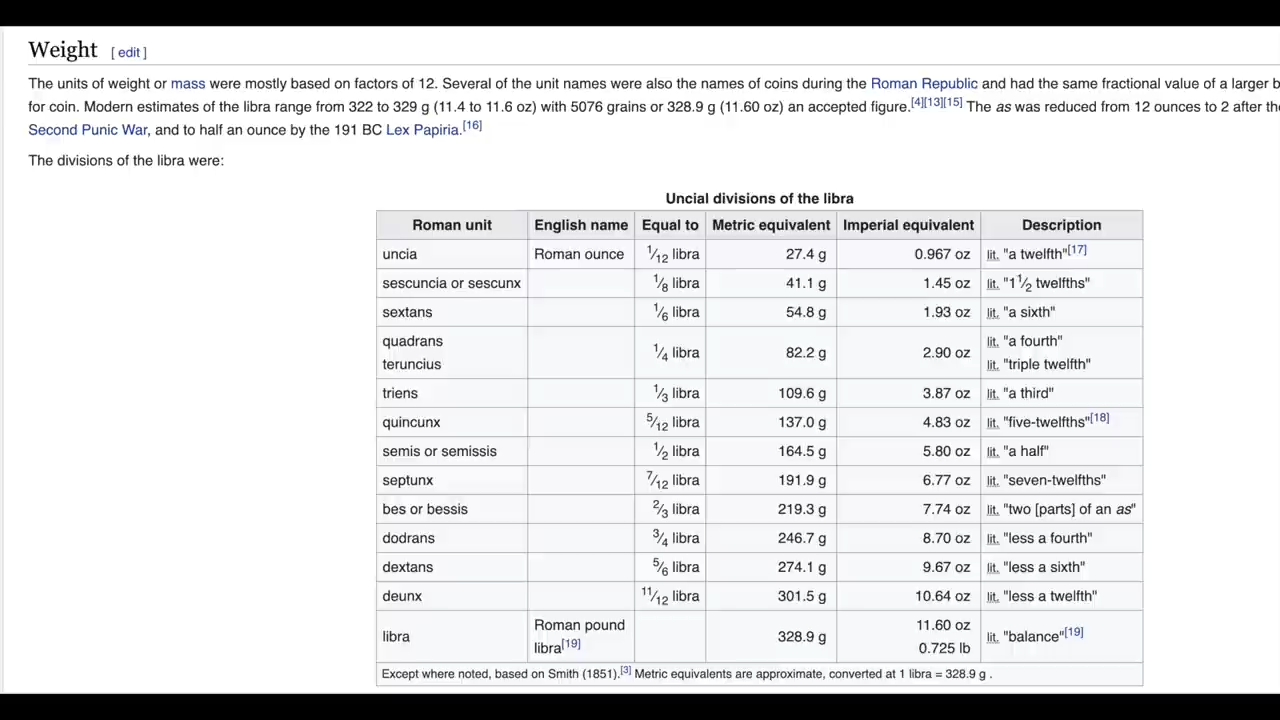 Weight [ edit ]
The units of weight or mass were mostly based on factors of 12. Several of the unit names were also the names of coins during the Roman Republic and had the same fractional value of a larger
for coin. Modern estimates of the libra range from 322 to 329 g (11.4 to 11.6 oz) with 5076 grains or 328.9 g (11.60 oz) an accepted figure.[4][13][15] The as was reduced from 12 ounces to 2 after
Second Punic War, and to half an ounce by the 191 BC Lex Papiria.[16]
The divisions of the libra were:
Uncial divisions of the libra
Roman unit English name Equal to Metric equivalent Imperial equivalent Description
uncia Roman ounce 1/12 libra 27.4 g 0.967 oz lit. "a twelfth"[17]
sescuncia or sescunx 1/8 libra 41.1 g 1.45 oz lit. "1 1/2 twelfths"
sextans 1/6 libra 54.8 g 1.93 oz lit. "a sixth"
quadrans lit. "a fourth"
1/4 libra 82.2 g 2.90 oz
teruncius lit. "triple twelfth"
triens 1/3 libra 109.6 g 3.87 oz lit. "a third"
quincunx 5/12 libra 137.0 g 4.83 oz lit. "five-twelfths"[18]
semis or semissis 1/2 libra 164.5 g 5.80 oz lit. "a half"
septunx 7/12 libra 191.9 g 6.77 oz lit. "seven-twelfths"
bes or bessis 2/3 libra 219.3 g 7.74 oz lit. "two [parts] of an as"
dodrans 3/4 libra 246.7 g 8.70 oz lit. "less a fourth"
dextans 5/6 libra 274.1 g 9.67 oz lit. "less a sixth"
deunx 11/12 libra 301.5 g 10.64 oz lit. "less a twelfth"
Roman pound 11.60 oz
libra 328.9 g lit. "balance"[19]
libra[19] 0.725 lb
Except where noted, based on Smith (1851).[3] Metric equivalents are approximate, converted at 1 libra = 328.9 g .